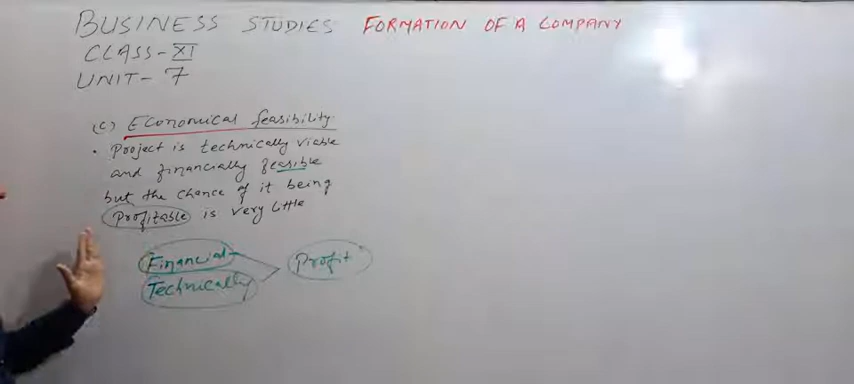 BUSINESS STUDIES FORMATION OF A COMPANY
CLASS-XI
UNIT-7
(C) Economical feasibility.
• Project is technically viable
and financially feasible
but the chance of it being
Profitable is very little
Financial
Technically
Profit